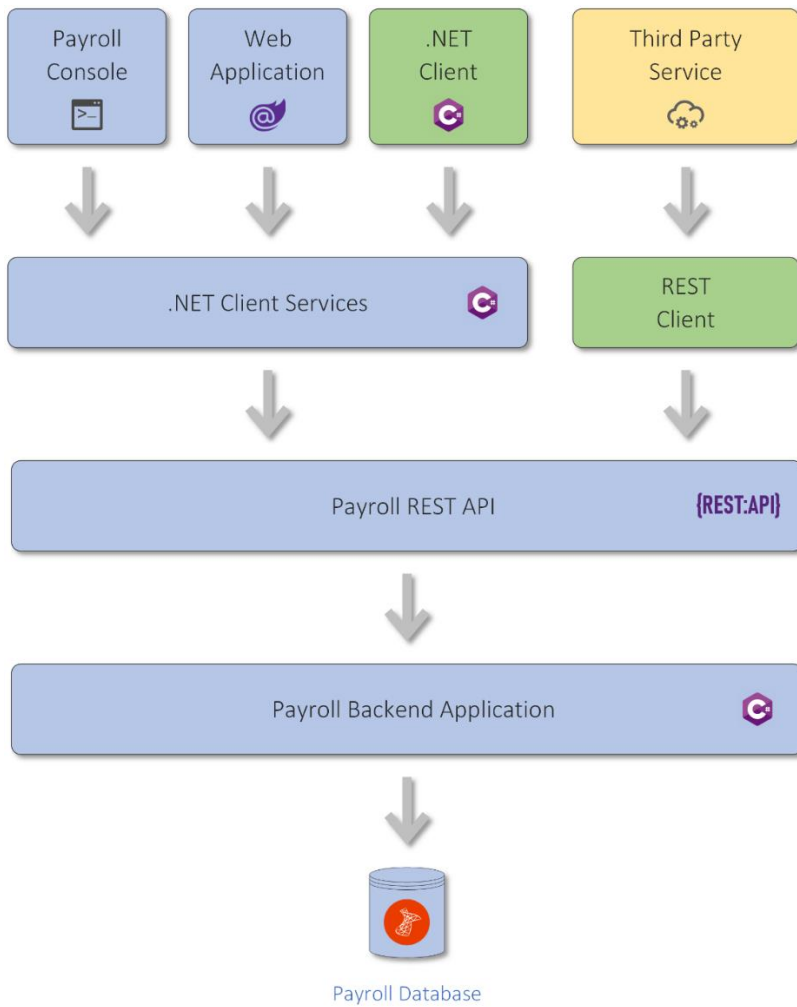 Payroll
Console
>_
Web
Application
@
.NET
Client
C#
Third Party
Service
.NET Client Services
C#
REST
Client
Payroll REST API
{REST:API}
Payroll Backend Application
C#
Payroll Database